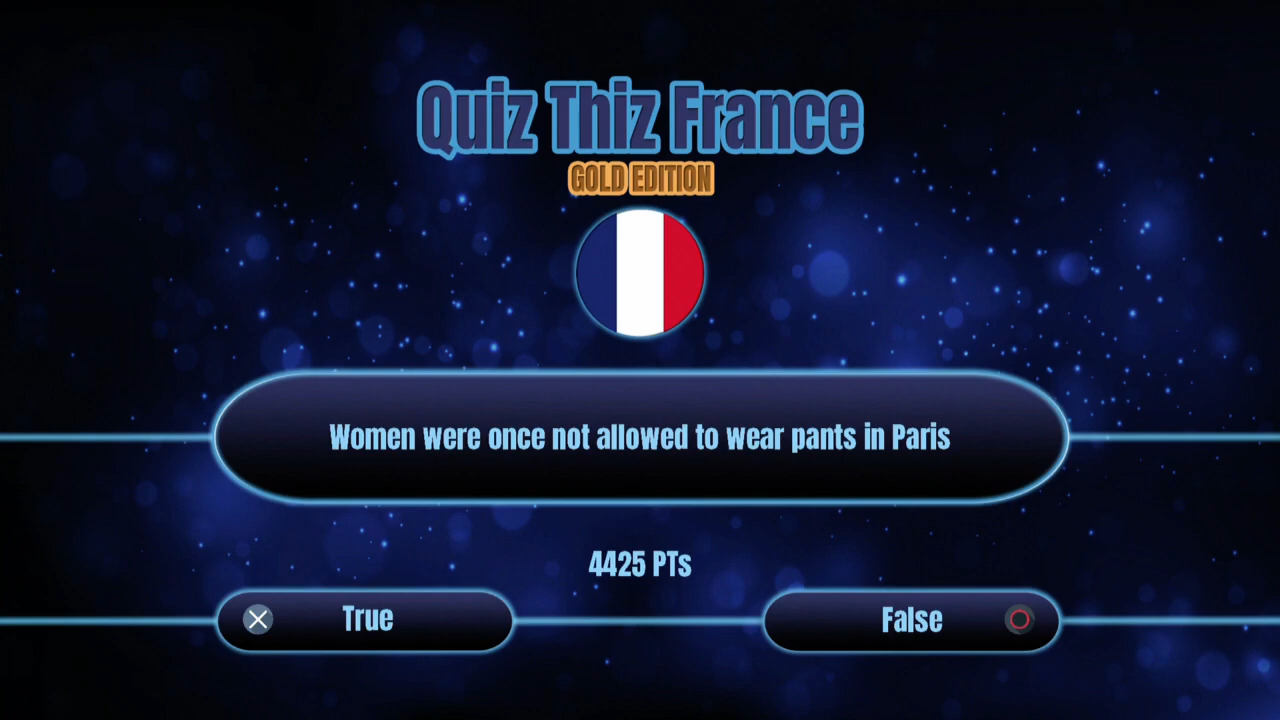 Quiz Thiz France
GOLD EDITION
Women were once not allowed to wear pants in Paris
4425 PTs
True
False